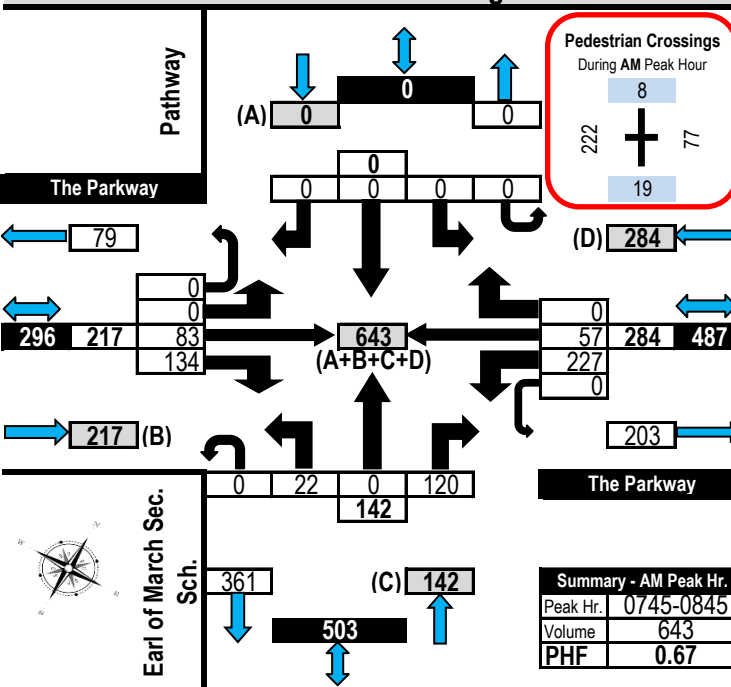 Pedestrian Crossings
During AM Peak Hour
8
222
77
19
Pathway
0
(A) 0
0
0
0 0 0 0
The Parkway
79
(D) 284
0
0
296 217 83
134
643
(A+B+C+D)
0
57 284 487
227
0
217 (B)
203
0 22 0 120
142
The Parkway
Earl of March Sec.
Sch.
361
(C) 142
503
Summary - AM Peak Hr.
Peak Hr. 0745-0845
Volume 643
PHF 0.67